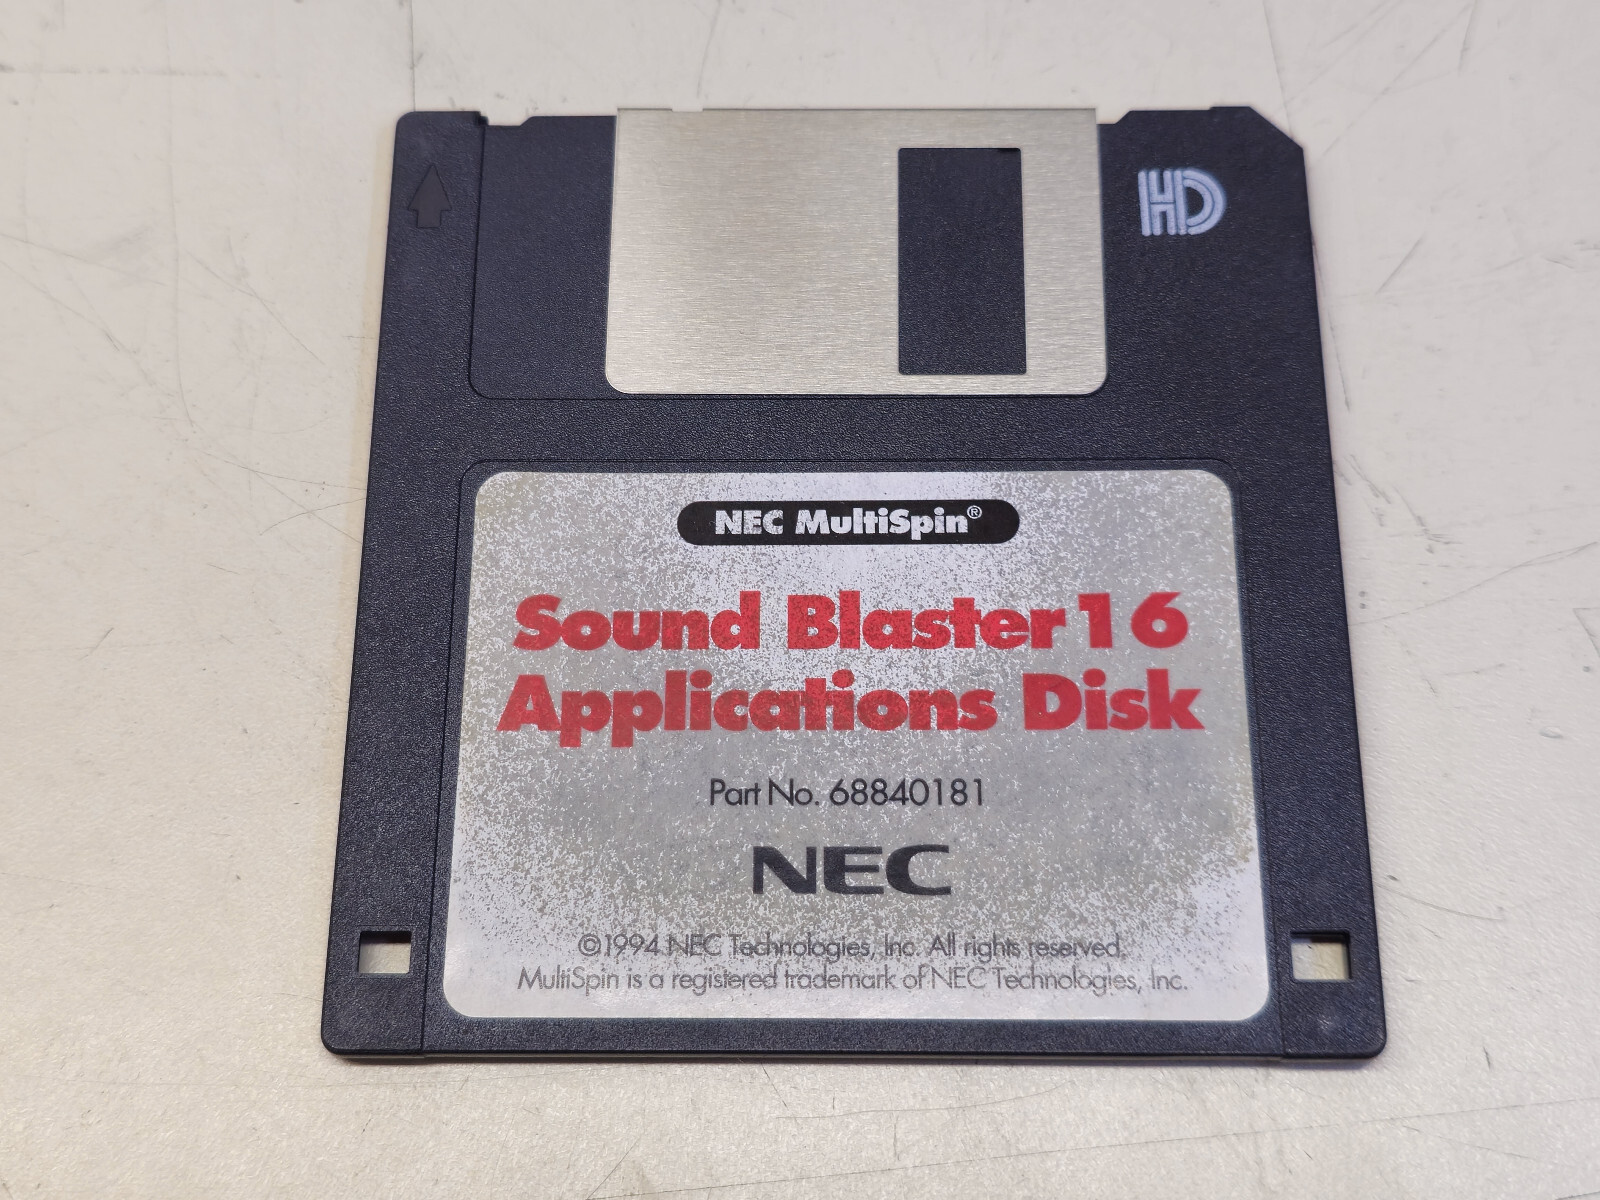 HD
NEC MultiSpin®
Sound Blaster 16
Applications Disk
Part No. 68840181
NEC
©1994 NEC Technologies, Inc. All rights reserved.
MultiSpin is a registered trademark of NEC Technologies, Inc.